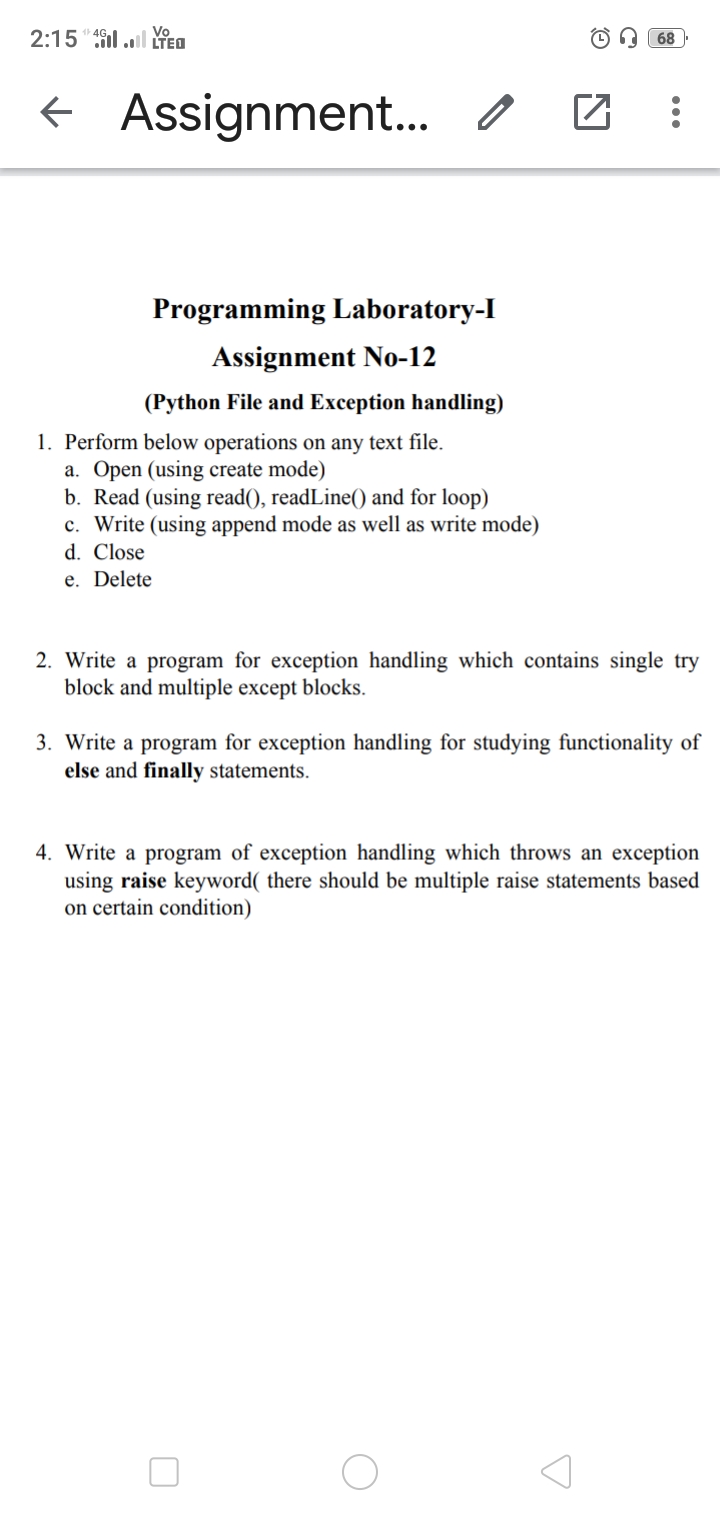 2:15 4G Vo LTE 68
Assignment...
Programming Laboratory-I
Assignment No-12
(Python File and Exception handling)
1. Perform below operations on any text file.
a. Open (using create mode)
b. Read (using read(), readLine() and for loop)
c. Write (using append mode as well as write mode)
d. Close
e. Delete
2. Write a program for exception handling which contains single try
block and multiple except blocks.
3. Write a program for exception handling for studying functionality of
else and finally statements.
4. Write a program of exception handling which throws an exception
using raise keyword( there should be multiple raise statements based
on certain condition)